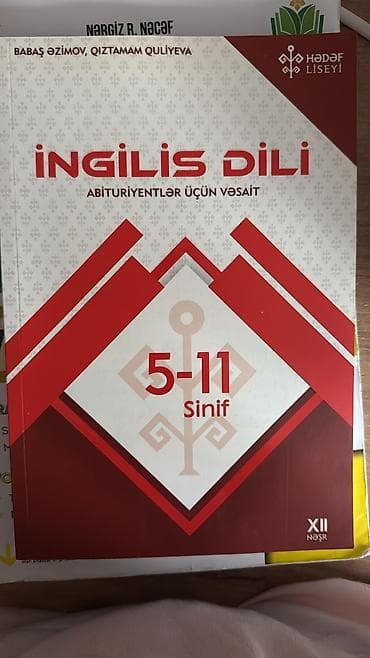 NƏRGİZ R. NƏCƏF
BABAŞ ƏZİMOV, QIZTAMAM QULİYEVA
HƏDƏF
LİSEYİ
İNGİLİS DİLİ
ABİTURİYENTLƏR ÜÇÜN VƏSAİT
5-11
Sinif
XII
NƏŞR